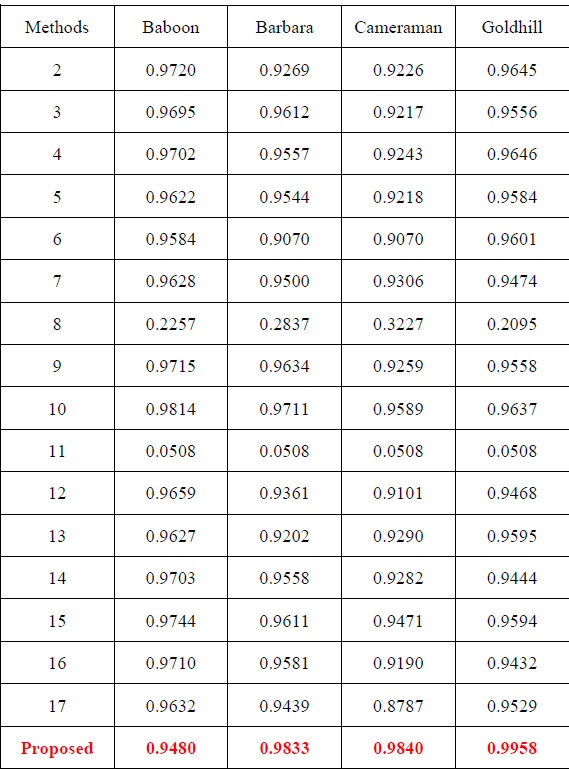 Methods Baboon Barbara Cameraman Goldhill
2 0.9720 0.9269 0.9226 0.9645
3 0.9695 0.9612 0.9217 0.9556
4 0.9702 0.9557 0.9243 0.9646
5 0.9622 0.9544 0.9218 0.9584
6 0.9584 0.9070 0.9070 0.9601
7 0.9628 0.9500 0.9306 0.9474
8 0.2257 0.2837 0.3227 0.2095
9 0.9715 0.9634 0.9259 0.9558
10 0.9814 0.9711 0.9589 0.9637
11 0.0508 0.0508 0.0508 0.0508
12 0.9659 0.9361 0.9101 0.9468
13 0.9627 0.9202 0.9290 0.9595
14 0.9703 0.9558 0.9282 0.9444
15 0.9744 0.9611 0.9471 0.9594
16 0.9710 0.9581 0.9190 0.9432
17 0.9632 0.9439 0.8787 0.9529
Proposed 0.9480 0.9833 0.9840 0.9958